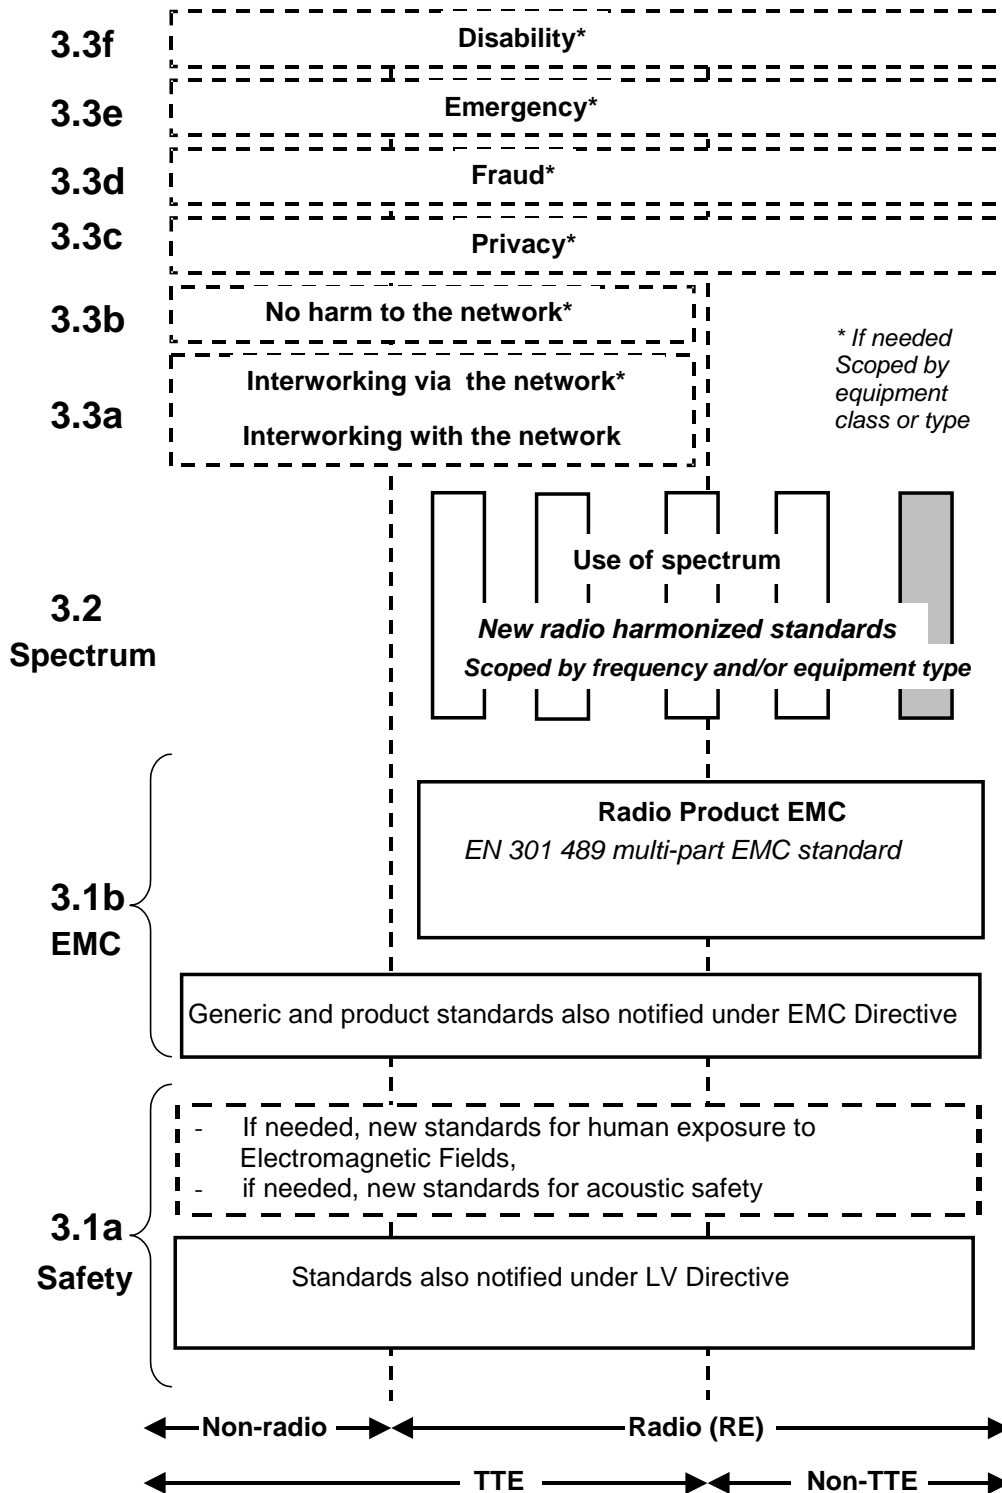 3.3f
Disability*
3.3e
Emergency*
3.3d
Fraud*
3.3c
Privacy*
3.3b
No harm to the network*
* If needed
Scoped by
equipment
class or type
3.3a
Interworking via the network*
Interworking with the network
3.2
Spectrum
Use of spectrum
New radio harmonized standards
Scoped by frequency and/or equipment type
3.1b
EMC
Radio Product EMC
EN 301 489 multi-part EMC standard
Generic and product standards also notified under EMC Directive
3.1a
Safety
- If needed, new standards for human exposure to
Electromagnetic Fields,
- if needed, new standards for acoustic safety
Standards also notified under LV Directive
Non-radio
Radio (RE)
TTE
Non-TTE